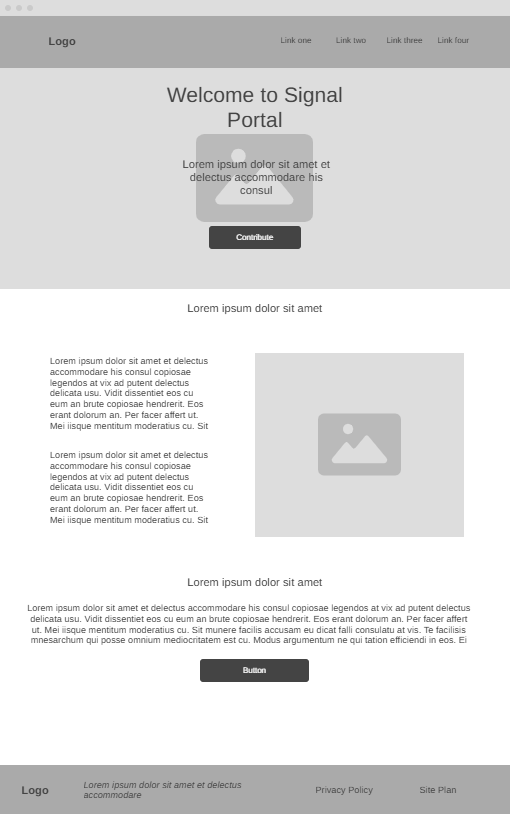 Logo
Link one Link two Link three Link four
Welcome to Signal
Portal
Lorem ipsum dolor sit amet et
delectus accommodare his
consul
Contribute
Lorem ipsum dolor sit amet
Lorem ipsum dolor sit amet et delectus
accommodare his consul copiosae
legendos at vix ad putent delectus
delicata usu. Vidit dissentiet eos cu
eum an brute copiosae hendrerit. Eos
erant dolorum an. Per facer affert ut.
Mei iisque mentitum moderatius cu. Sit
Lorem ipsum dolor sit amet et delectus
accommodare his consul copiosae
legendos at vix ad putent delectus
delicata usu. Vidit dissentiet eos cu
eum an brute copiosae hendrerit. Eos
erant dolorum an. Per facer affert ut.
Mei iisque mentitum moderatius cu. Sit
Lorem ipsum dolor sit amet
Lorem ipsum dolor sit amet et delectus accommodare his consul copiosae legendos at vix ad putent delectus
delicata usu. Vidit dissentiet eos cu eum an brute copiosae hendrerit. Eos erant dolorum an. Per facer affert
ut. Mei iisque mentitum moderatius cu. Sit munere facilis accusam eu dicat falli consulatu at vis. Te facilisis
mnesarchum qui posse omnium mediocritatem est cu. Modus argumentum ne qui tation efficiendi in eos. Ei
Button
Logo
Lorem ipsum dolor sit amet et delectus
accommodare
Privacy Policy
Site Plan